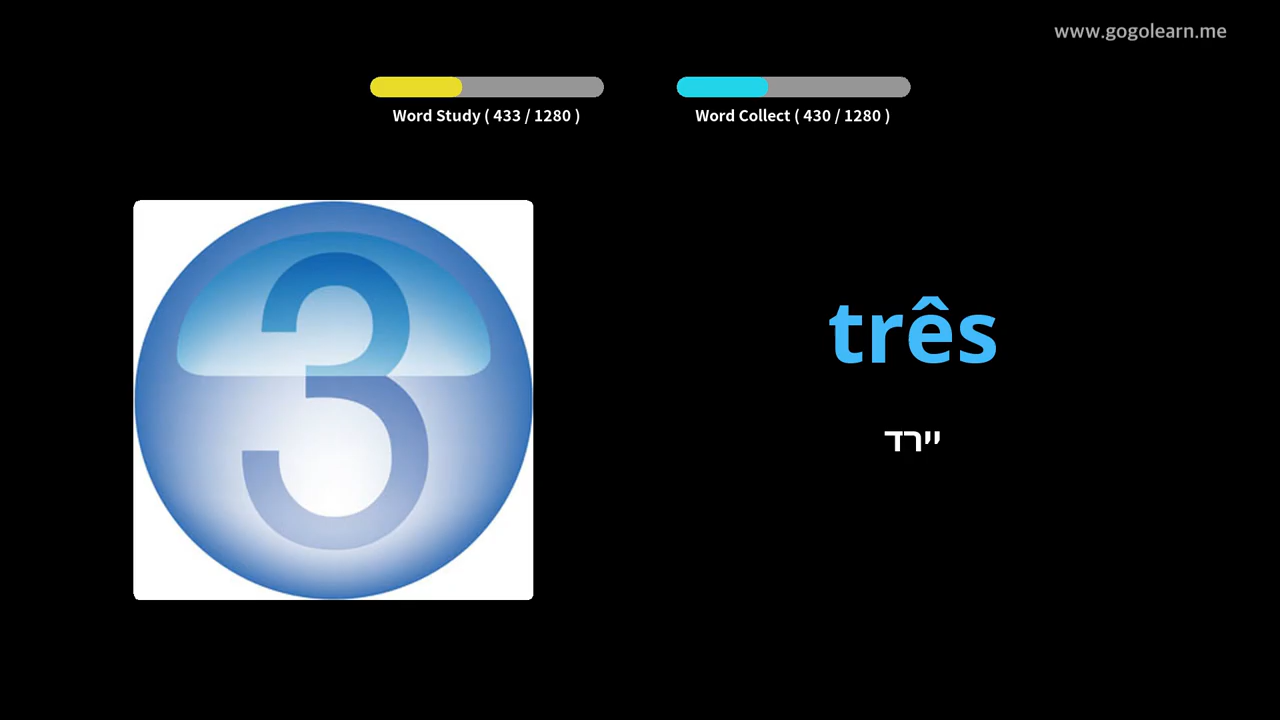 www.gogolearn.me
Word Study ( 433 / 1280 )
Word Collect ( 430 / 1280 )
3
três
יירד